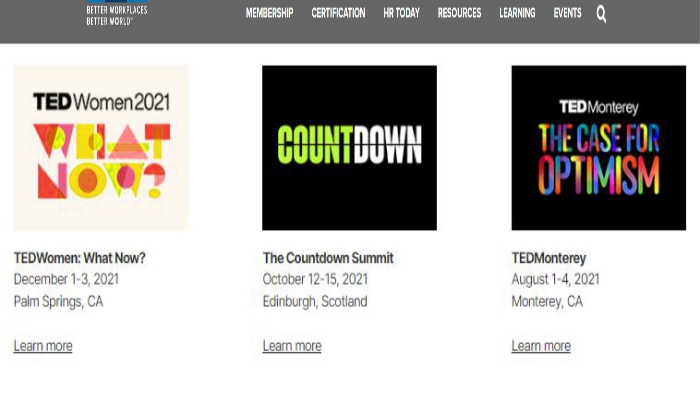 BETTER WORKPLACES
BETTER WORLD™
MEMBERSHIP CERTIFICATION HR TODAY RESOURCES LEARNING EVENTS
TEDWomen2021
WHAT
NOW?
COUNTDOWN
TEDMonterey
THE CASE FOR
OPTIMISM
TEDWomen: What Now?
December 1-3, 2021
Palm Springs, CA
Learn more
The Countdown Summit
October 12-15, 2021
Edinburgh, Scotland
Learn more
TEDMonterey
August 1-4, 2021
Monterey, CA
Learn more